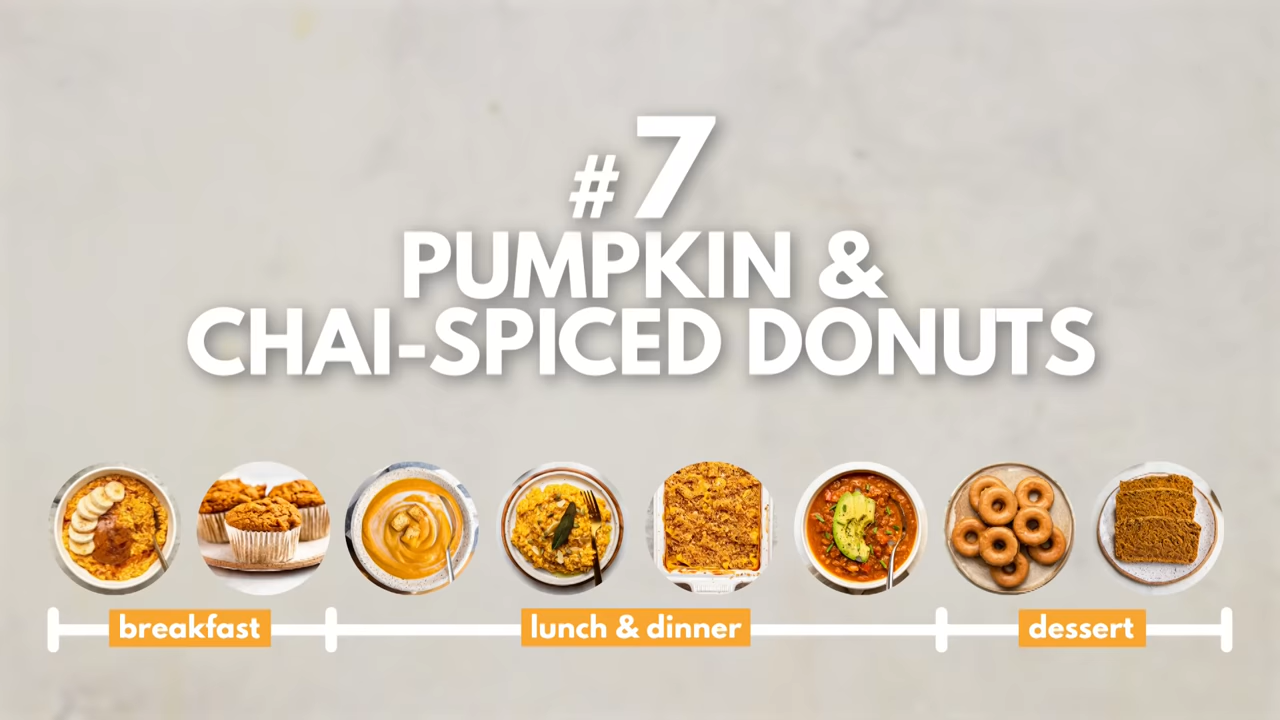 #7
PUMPKIN &
CHAI-SPICED DONUTS
breakfast
lunch & dinner
dessert